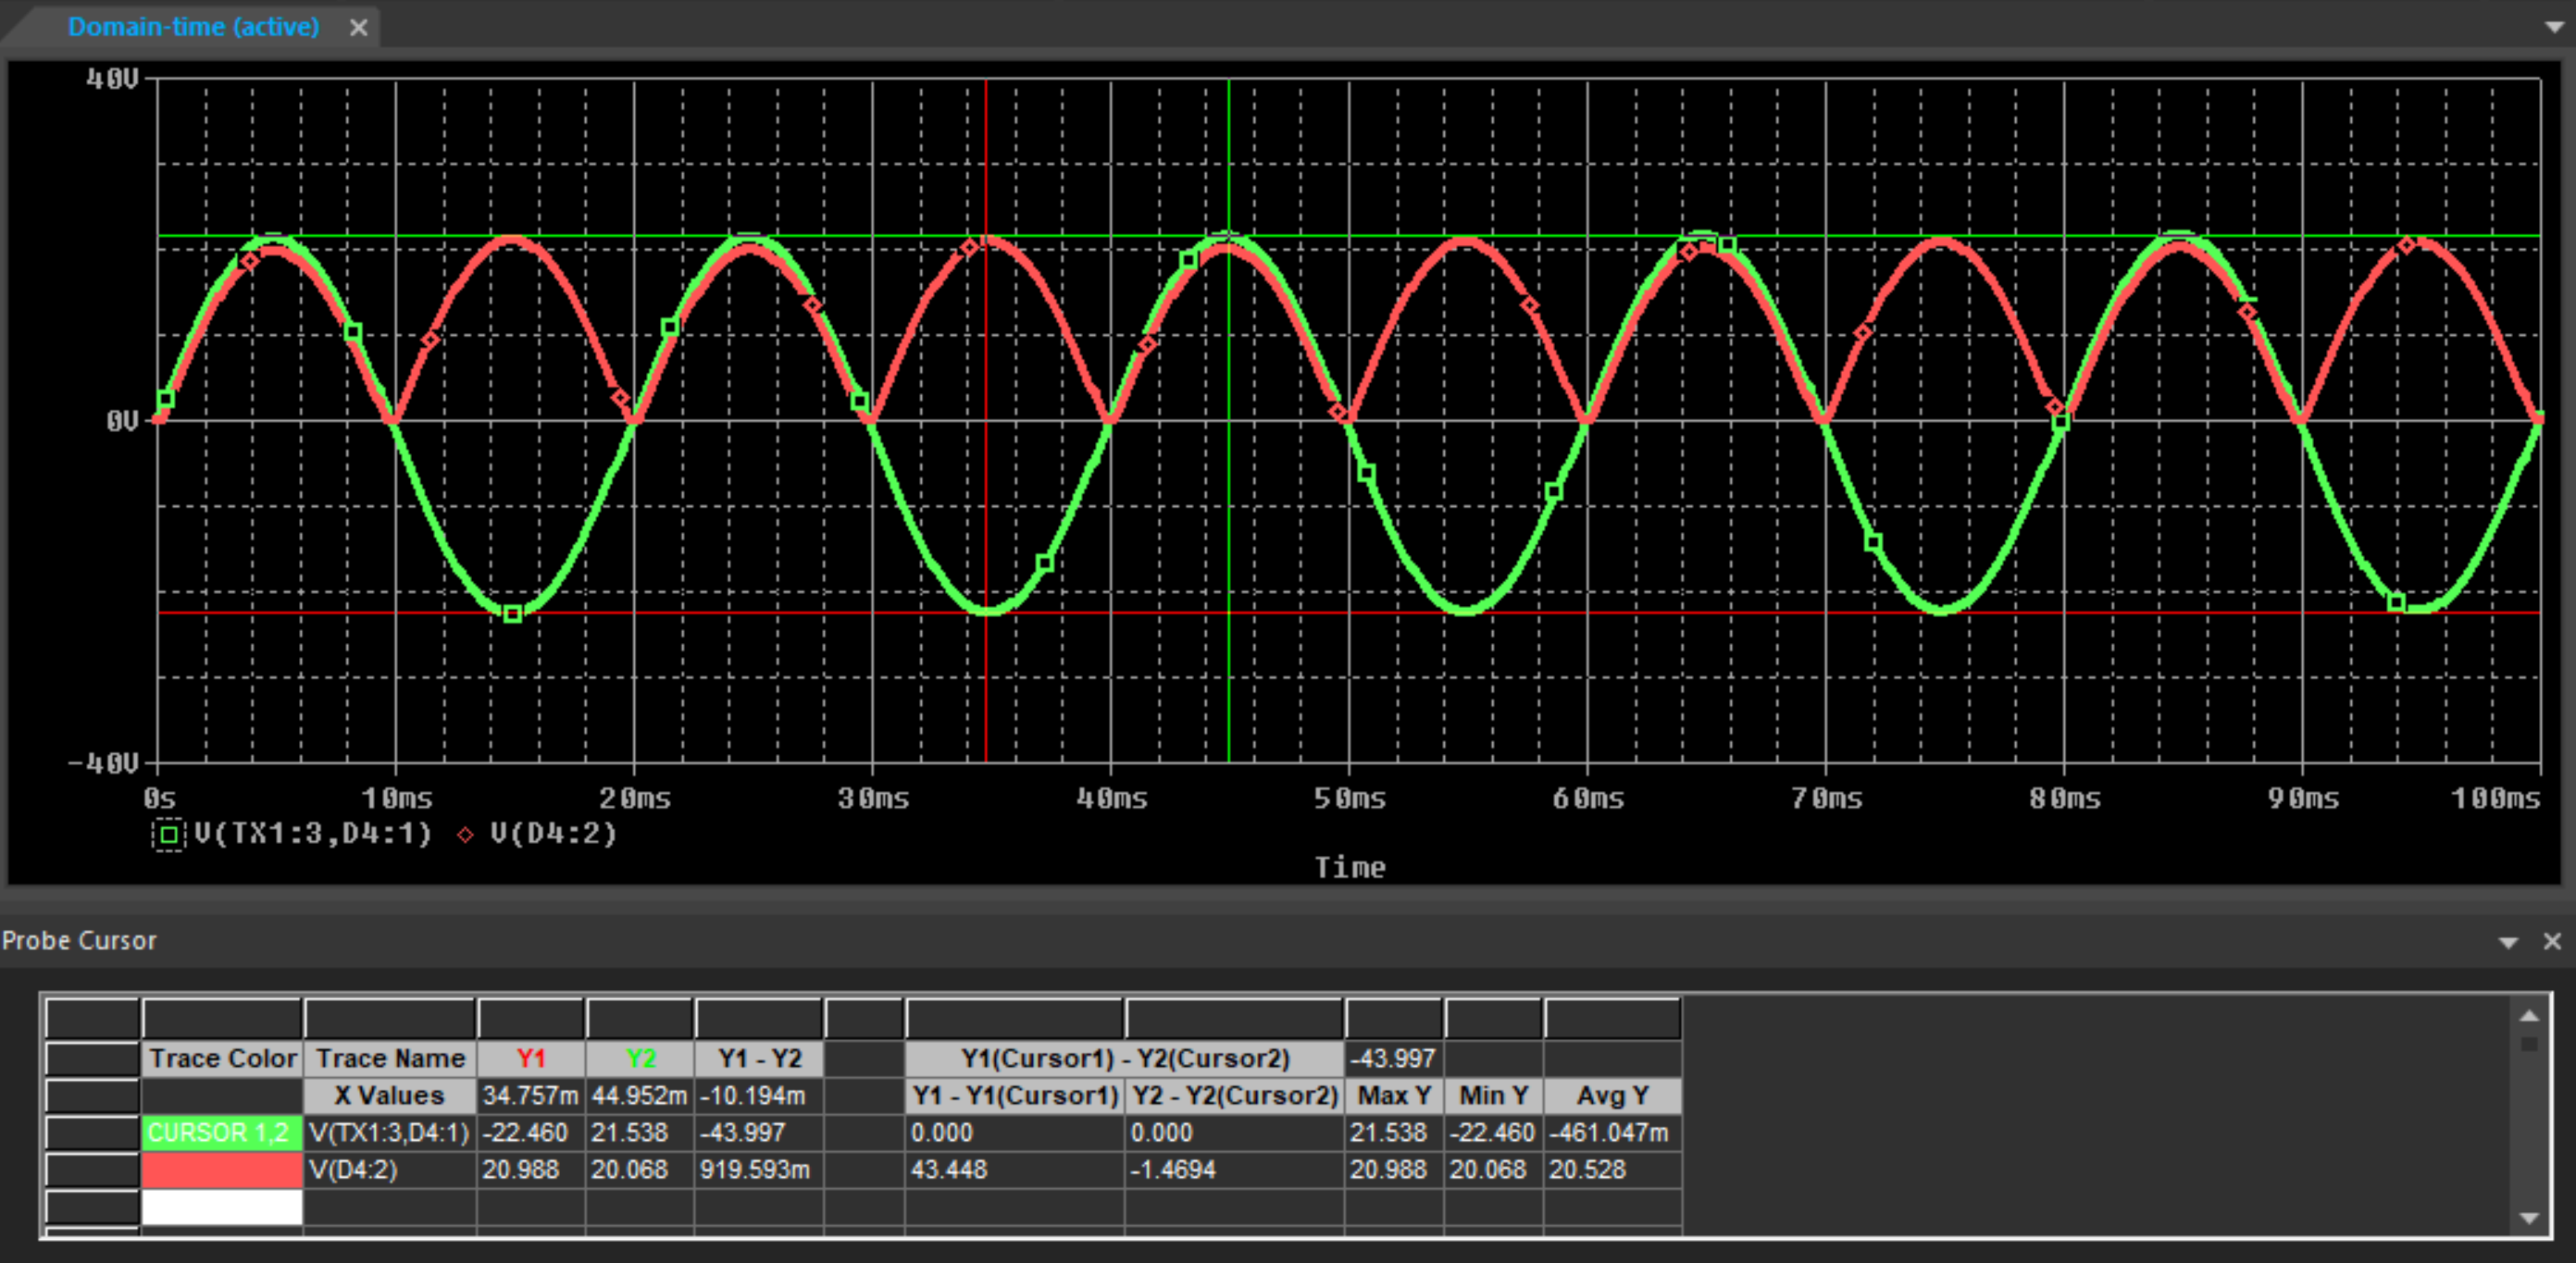 Domain-time (active)
40V
0V
-40V
0s 10ms 20ms 30ms 40ms 50ms 60ms 70ms 80ms 90ms 100ms
V(TX1:3,D4:1) V(D4:2)
Time
Probe Cursor
Trace Color Trace Name Y1 Y2 Y1 - Y2 Y1(Cursor1) - Y2(Cursor2) -43.997
X Values 34.757m 44.952m -10.194m Y1 - Y1(Cursor1) Y2 - Y2(Cursor2) Max Y Min Y Avg Y
CURSOR 1,2 V(TX1:3,D4:1) -22.460 21.538 -43.997 0.000 0.000 21.538 -22.460 -461.047m
V(D4:2) 20.988 20.068 919.593m 43.448 -1.4694 20.988 20.068 20.528